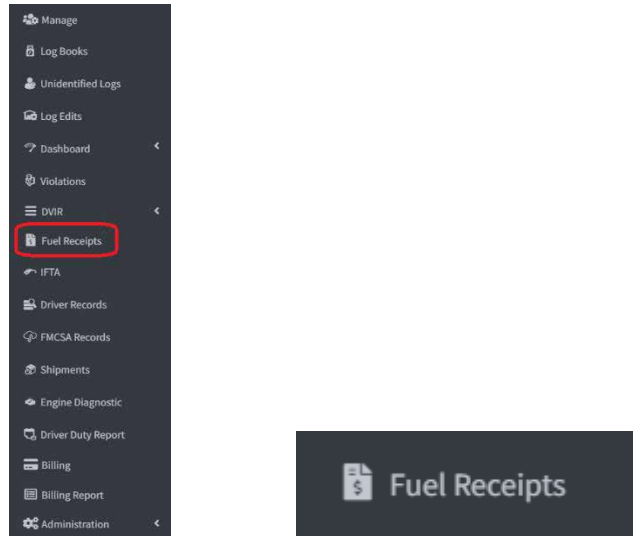 Manage
Log Books
Unidentified Logs
Log Edits
Dashboard
Violations
DVIR
Fuel Receipts
IFTA
Driver Records
FMCSA Records
Shipments
Engine Diagnostic
Driver Duty Report
Billing
Billing Report
Administration
Fuel Receipts